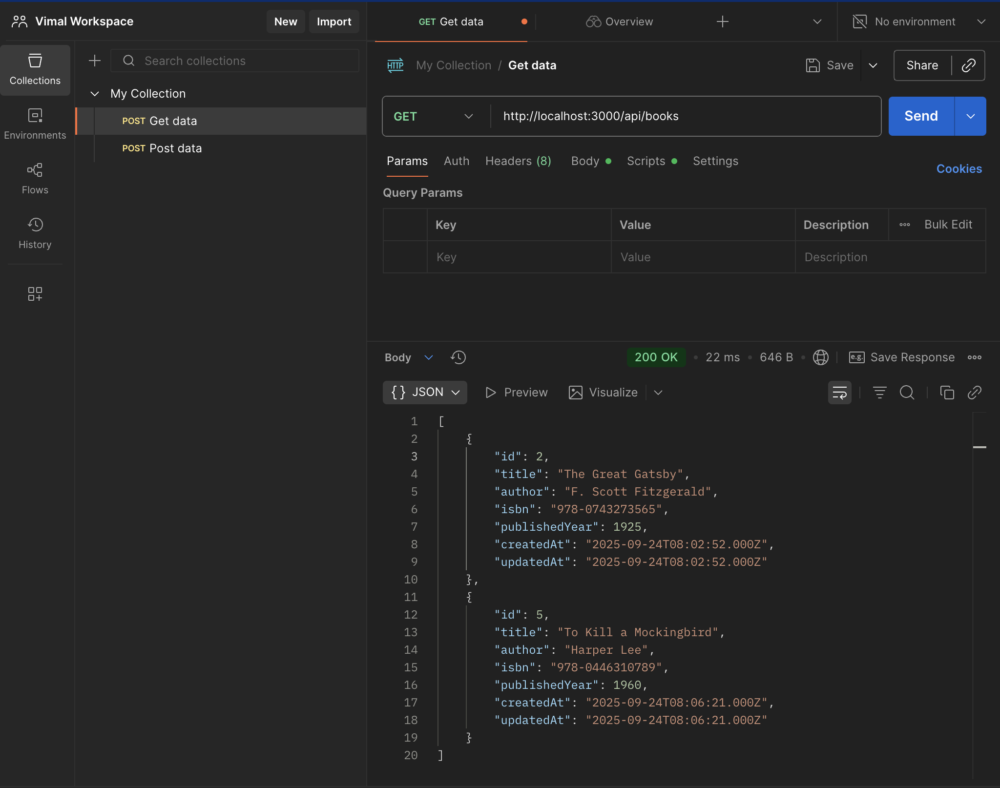 Vimal Workspace
New
Import
GET Get data
Overview
No environment
Collections
Environments
Flows
History
Search collections
My Collection
POST Get data
POST Post data
HTTP
My Collection / Get data
Save
Share
GET
http://localhost:3000/api/books
Send
Params
Auth
Headers (8)
Body
Scripts
Settings
Cookies
Query Params
Key
Value
Description
Bulk Edit
Key
Value
Description
Body
200 OK
22 ms
646 B
e.g.
Save Response
{} JSON
Preview
Visualize
1 [
2 {
3 "id": 2,
4 "title": "The Great Gatsby",
5 "author": "F. Scott Fitzgerald",
6 "isbn": "978-0743273565",
7 "publishedYear": 1925,
8 "createdAt": "2025-09-24T08:02:52.000Z",
9 "updatedAt": "2025-09-24T08:02:52.000Z"
10 },
11 {
12 "id": 5,
13 "title": "To Kill a Mockingbird",
14 "author": "Harper Lee",
15 "isbn": "978-0446310789",
16 "publishedYear": 1960,
17 "createdAt": "2025-09-24T08:06:21.000Z",
18 "updatedAt": "2025-09-24T08:06:21.000Z"
19 }
20 ]